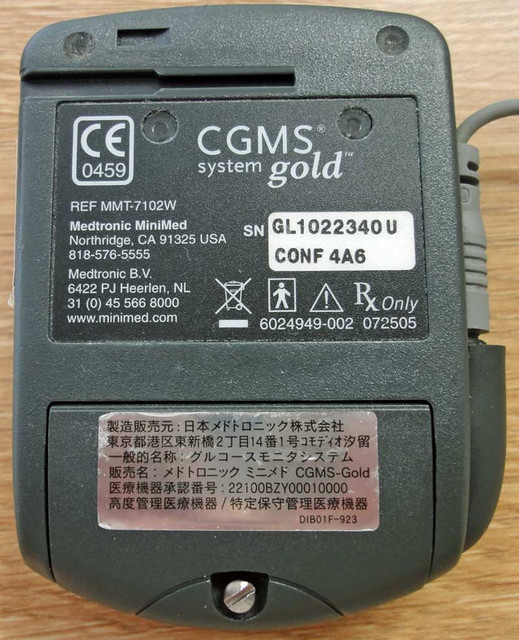 CE
0459
CGMS®
system gold™
REF MMT-7102W
Medtronic MiniMed
Northridge, CA 91325 USA
818-576-5555
SN GL1022340U
CONF 4A6
Medtronic B.V.
6422 PJ Heerlen, NL
31 (0) 45 566 8000
www.minimed.com
Rx Only
6024949-002 072505
製造販売元:日本メドトロニック株式会社
東京都港区東新橋2丁目14番1号コモディオ汐留
一般的名称:グルコースモニタシステム
販売名:メドトロニック ミニメド CGMS-Gold
医療機器承認番号:22100BZY00010000
高度管理医療機器/特定保守管理医療機器
DIB01F-923